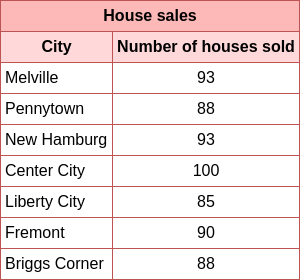 House sales
City Number of houses sold
Melville 93
Pennytown 88
New Hamburg 93
Center City 100
Liberty City 85
Fremont 90
Briggs Corner 88